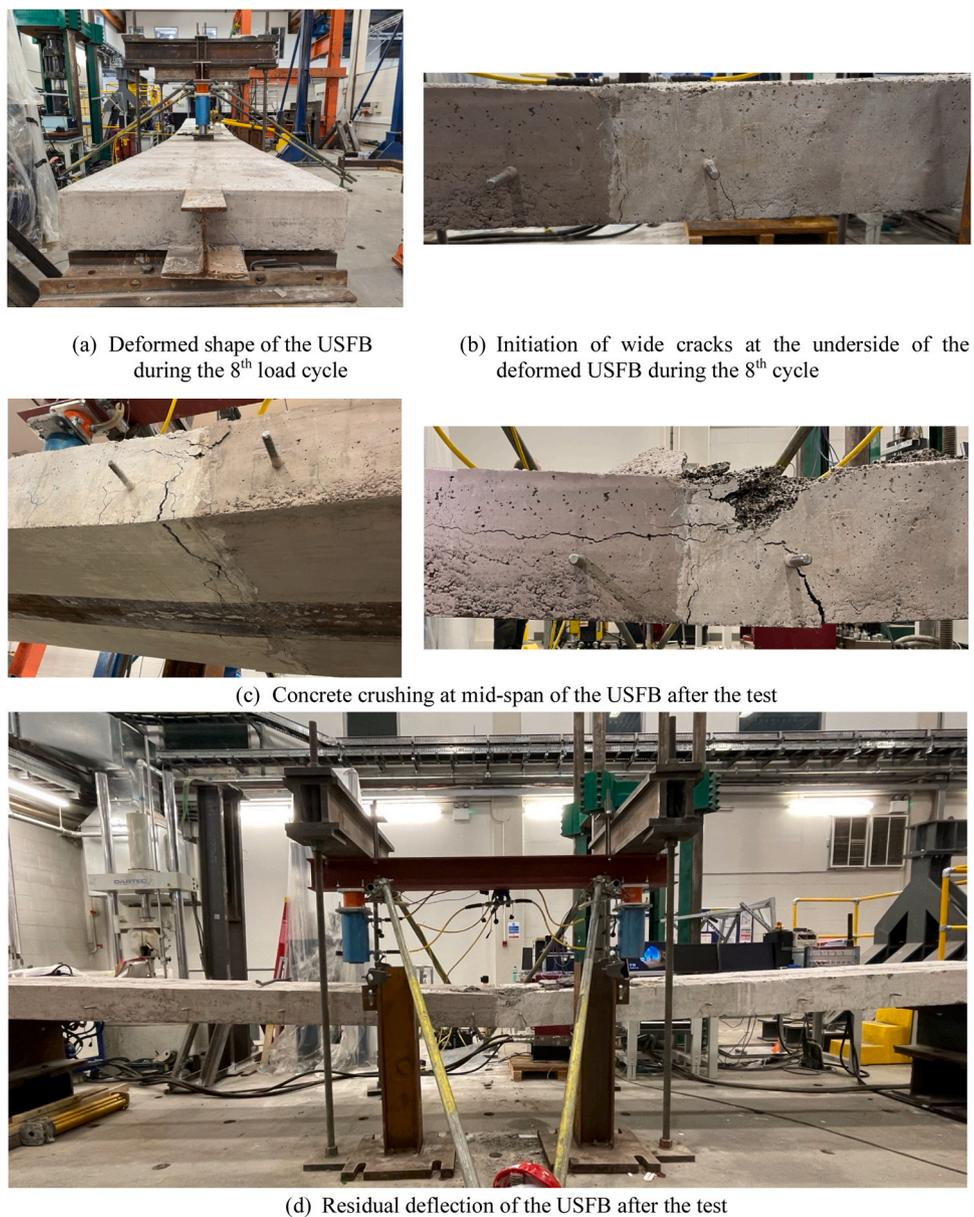 (a) Deformed shape of the USFB
during the 8th load cycle
(b) Initiation of wide cracks at the underside of the
deformed USFB during the 8th cycle
(c) Concrete crushing at mid-span of the USFB after the test
DARTEC
(d) Residual deflection of the USFB after the test